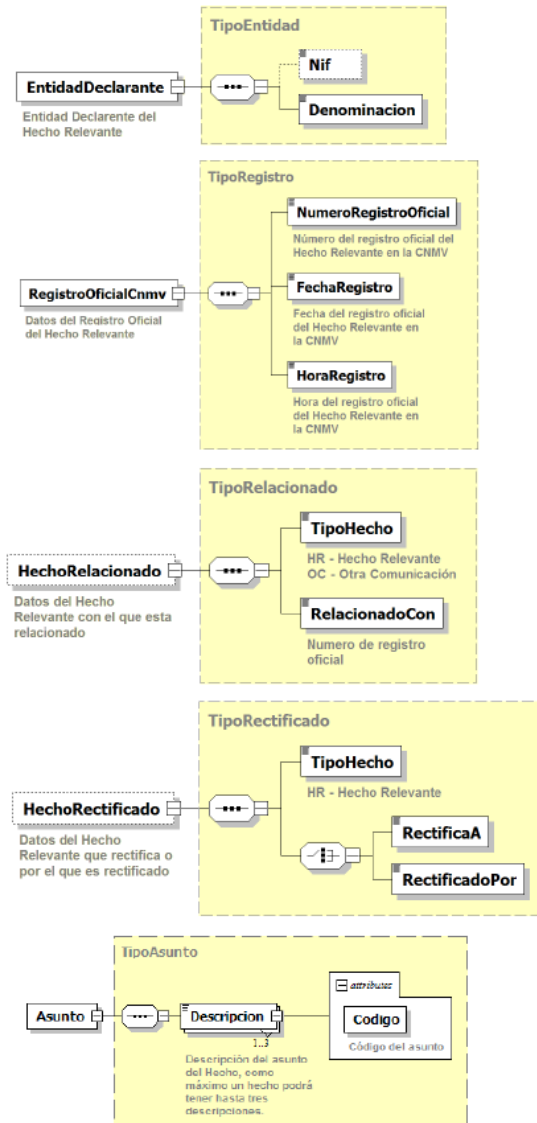 TipoEntidad
EntidadDeclarante
Nif
Denominacion
Entidad Declarente del
Hecho Relevante
TipoRegistro
NumeroRegistroOficial
Número del registro oficial del
Hecho Relevante en la CNMV
RegistroOficialCnmv
FechaRegistro
Datos del Registro Oficial
del Hecho Relevante
Fecha del registro oficial
del Hecho Relevante en
la CNMV
HoraRegistro
Hora del registro oficial
del Hecho Relevante en
la CNMV
TipoRelacionado
TipoHecho
HR - Hecho Relevante
OC - Otra Comunicación
HechoRelacionado
Datos del Hecho
Relevante con el que esta
relacionado
RelacionadoCon
Numero de registro
oficial
TipoRectificado
TipoHecho
HR - Hecho Relevante
HechoRectificado
Datos del Hecho
Relevante que rectifica o
por el que es rectificado
RectificaA
RectificadoPor
TipoAsunto
attributes
Asunto
Descripcion
Codigo
1..3
Código del asunto
Descripción del asunto
del Hecho, como
máximo un hecho podrá
tener hasta tres
descripciones.